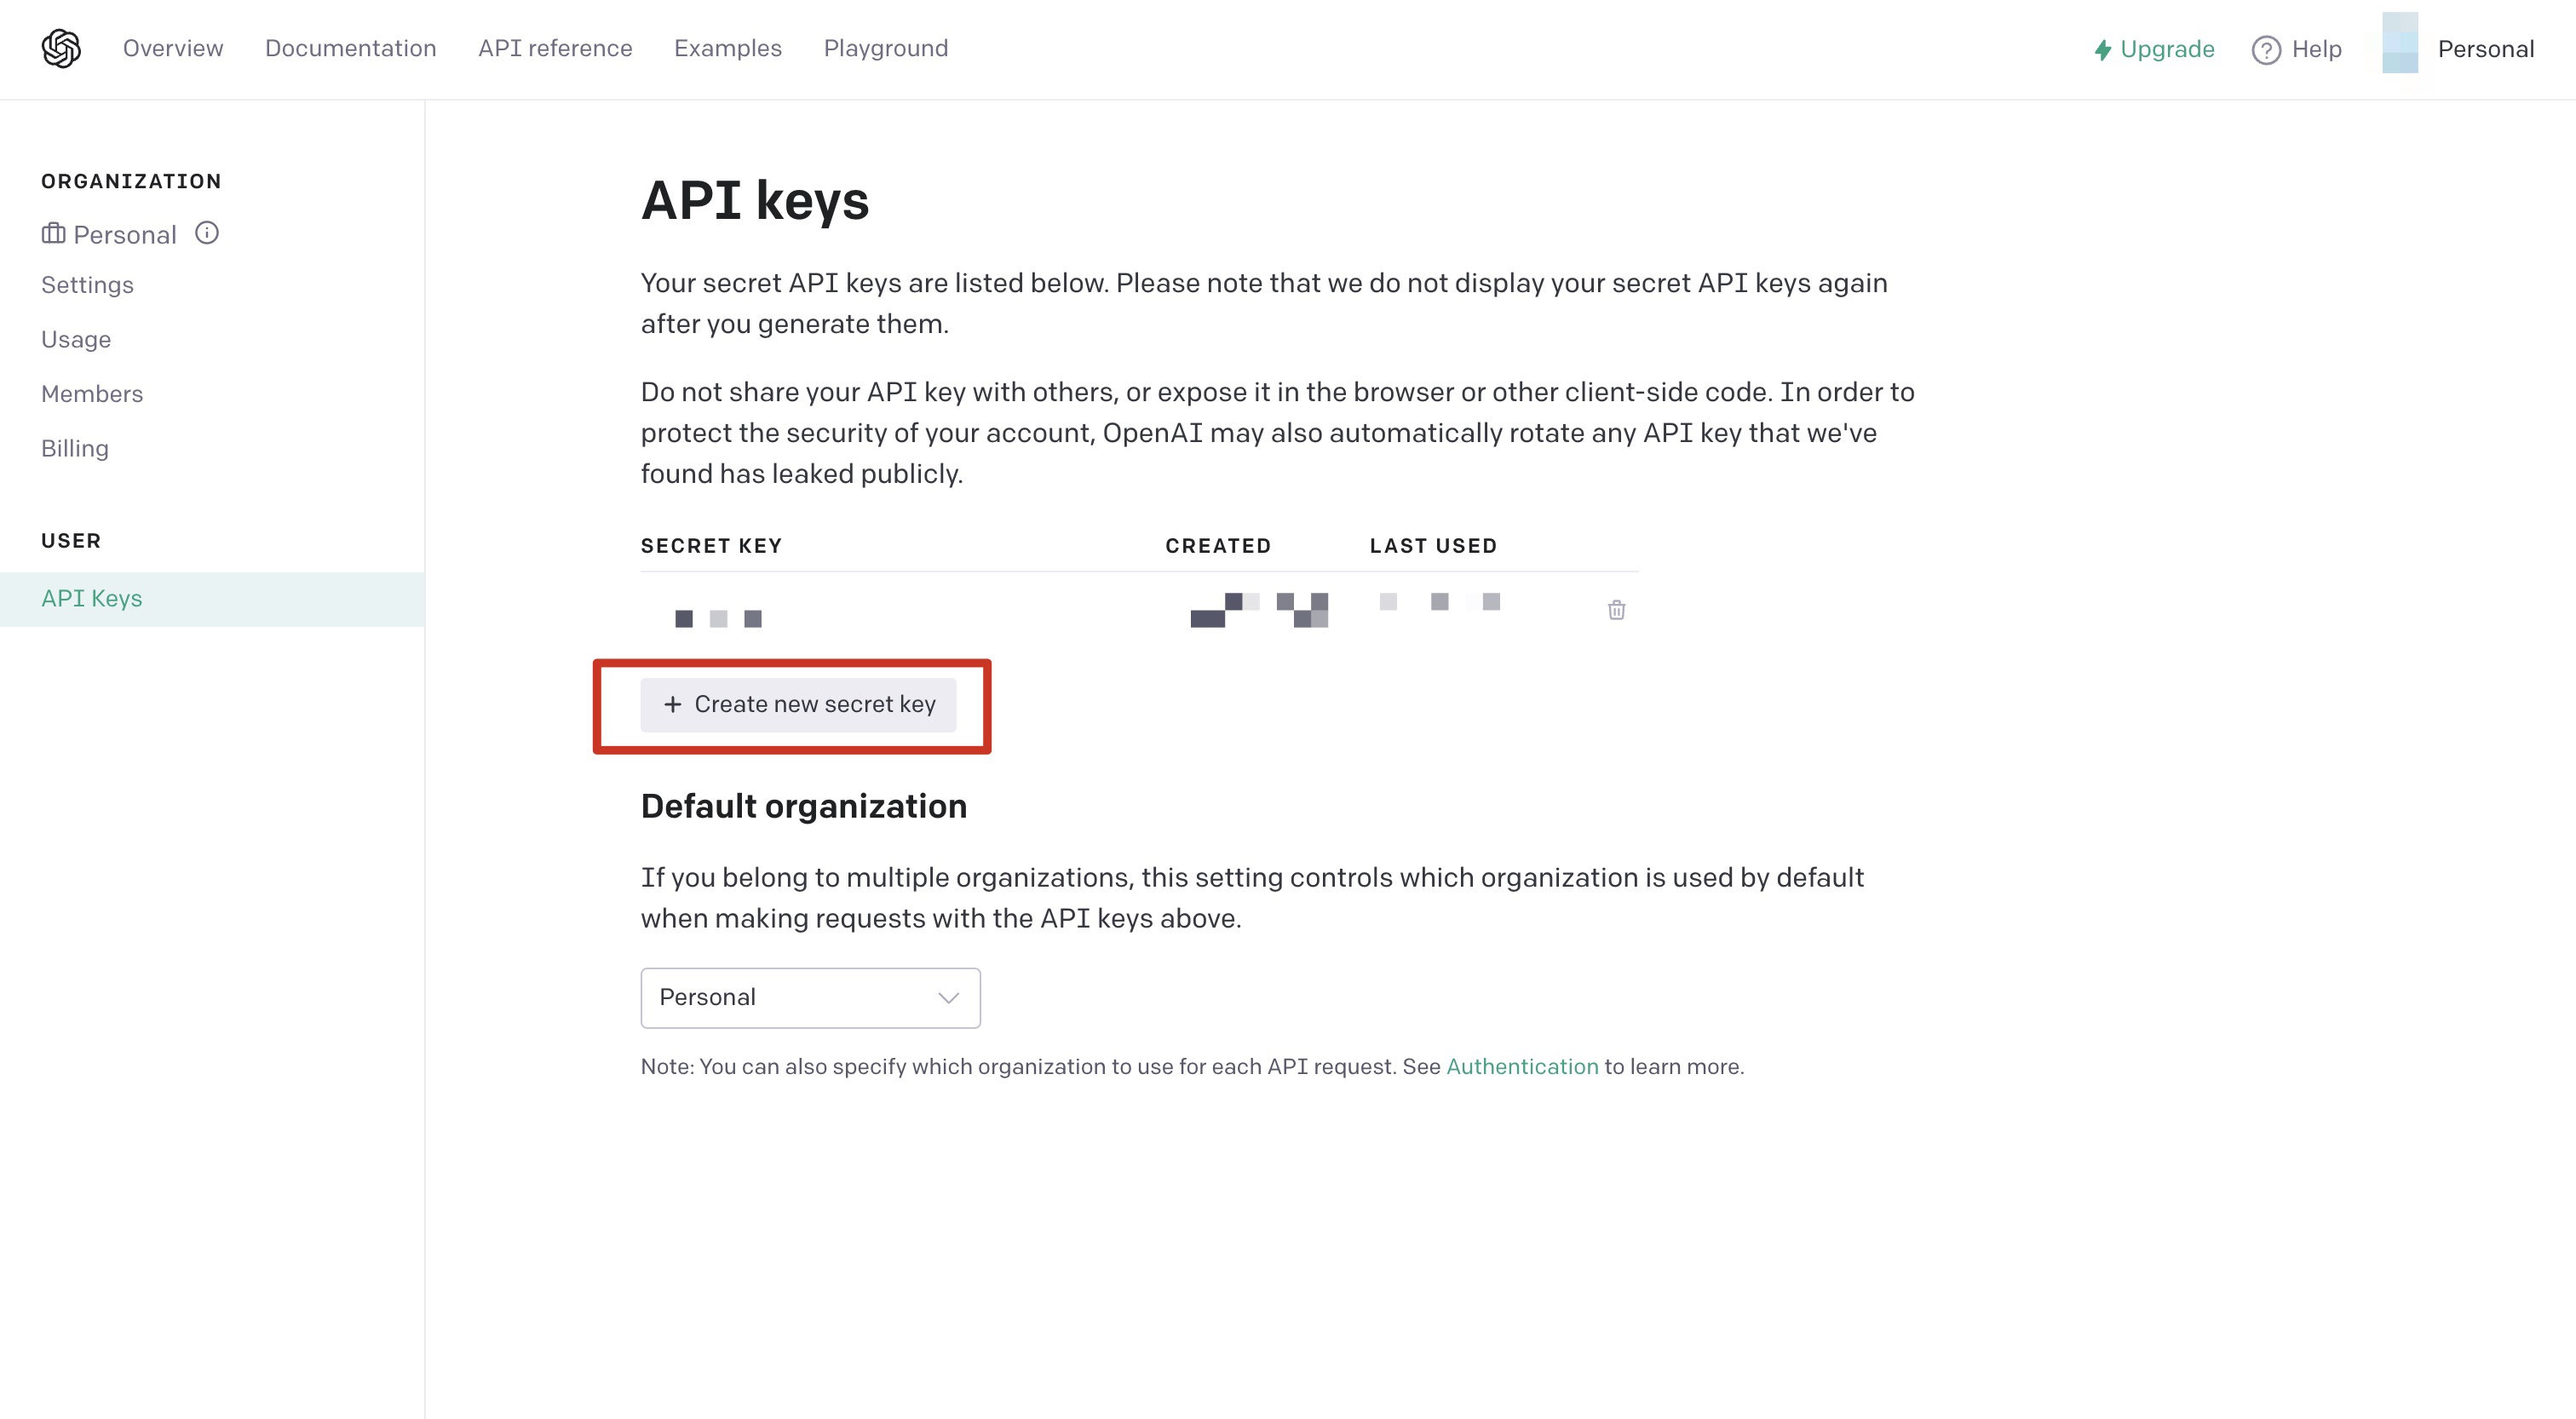 Overview Documentation API reference Examples Playground Upgrade Help Personal
ORGANIZATION
Personal
Settings
Usage
Members
Billing
USER
API Keys
API keys
Your secret API keys are listed below. Please note that we do not display your secret API keys again
after you generate them.
Do not share your API key with others, or expose it in the browser or other client-side code. In order to
protect the security of your account, OpenAI may also automatically rotate any API key that we've
found has leaked publicly.
SECRET KEY CREATED LAST USED
+ Create new secret key
Default organization
If you belong to multiple organizations, this setting controls which organization is used by default
when making requests with the API keys above.
Personal
Note: You can also specify which organization to use for each API request. See Authentication to learn more.